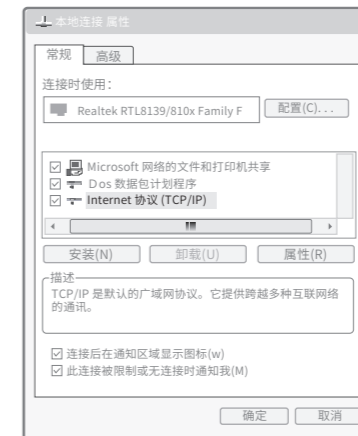 本地连接 属性
常规 高级
连接时使用：
Realtek RTL8139/810x Family F 配置(C)...
Microsoft 网络的文件和打印机共享
Dos 数据包计划程序
Internet 协议 (TCP/IP)
安装(N) 卸载(U) 属性(R)
描述
TCP/IP 是默认的广域网协议。它提供跨越多种互联网络
的通讯。
连接后在通知区域显示图标(w)
此连接被限制或无连接时通知我(M)
确定 取消